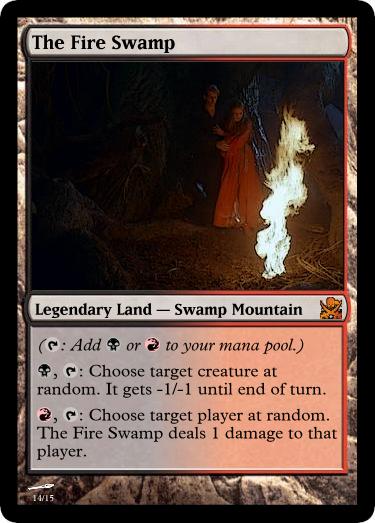 The Fire Swamp
Legendary Land — Swamp Mountain
(: Add or to your mana pool.)
, : Choose target creature at
random. It gets -1/-1 until end of turn.
, : Choose target player at random.
The Fire Swamp deals 1 damage to that
player.
14/15